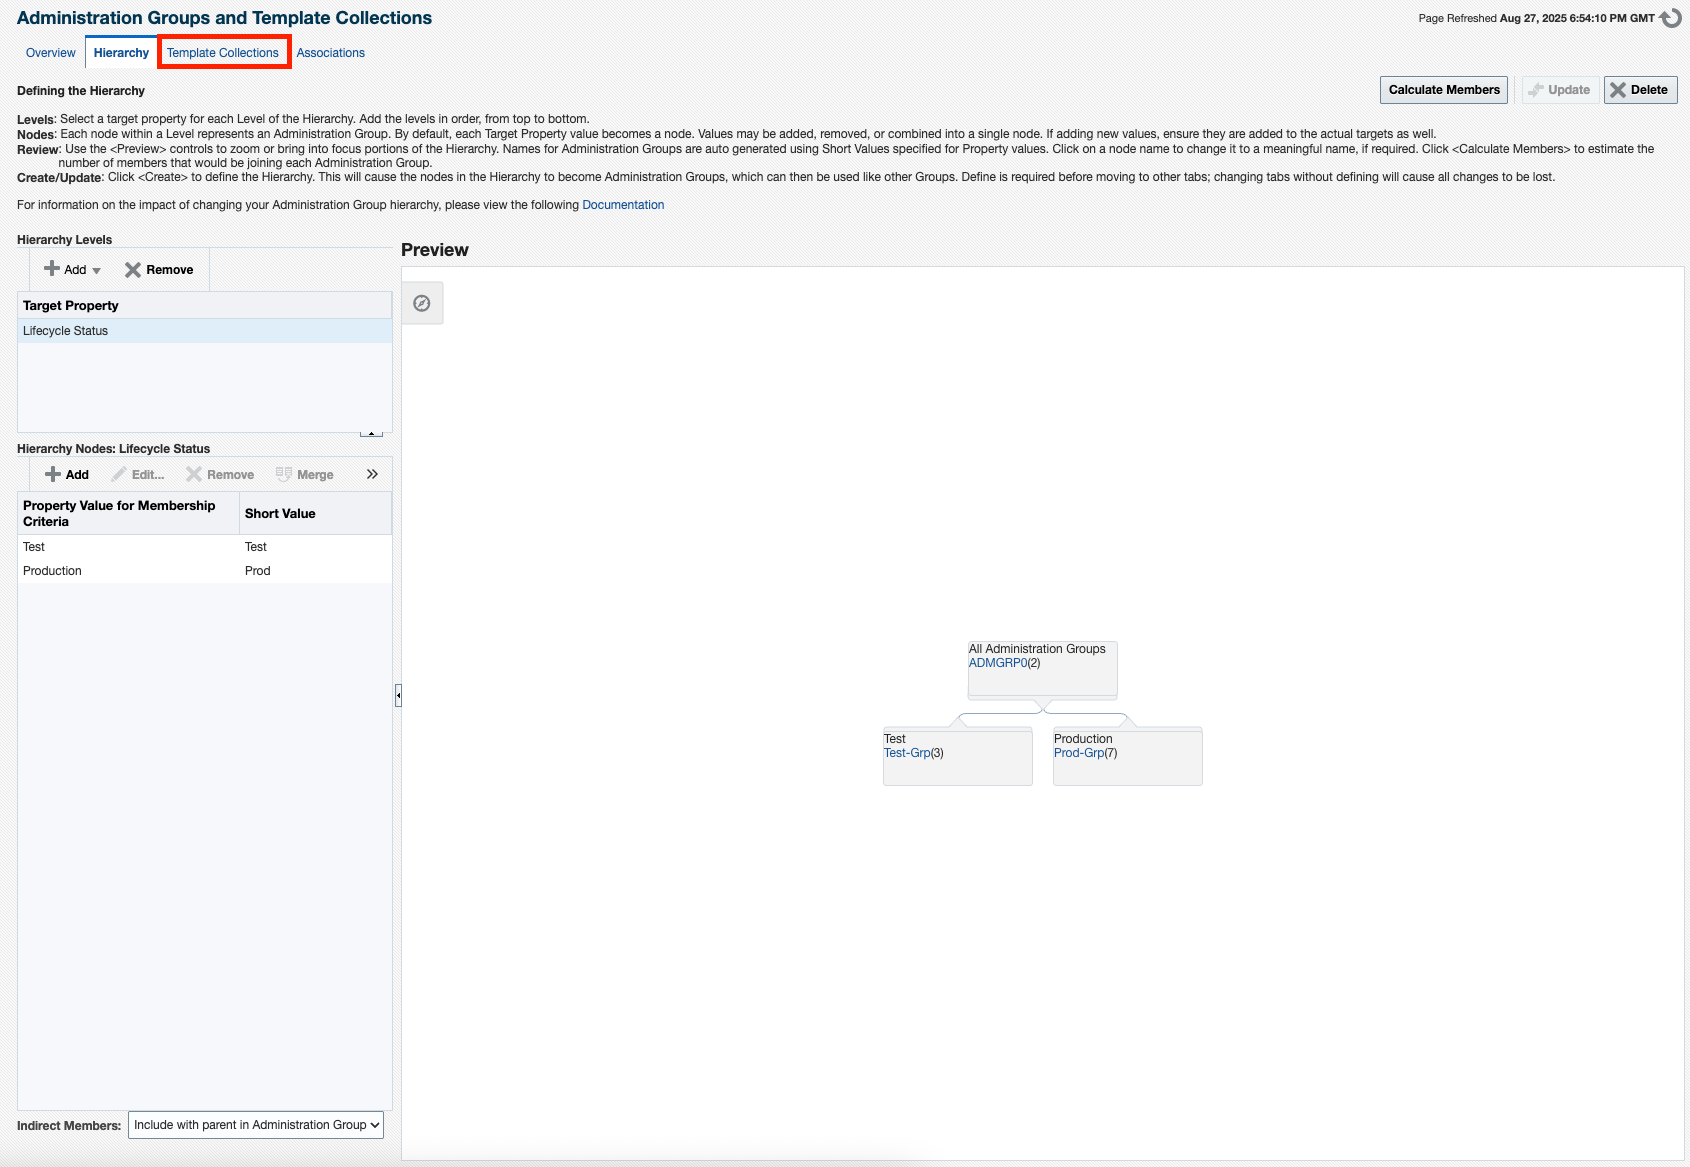 Administration Groups and Template Collections
Page Refreshed Aug 27, 2025 6:54:10 PM GMT
Overview Hierarchy Template Collections Associations
Defining the Hierarchy
Calculate Members Update Delete
Levels: Select a target property for each Level of the Hierarchy. Add the levels in order, from top to bottom.
Nodes: Each node within a Level represents an Administration Group. By default, each Target Property value becomes a node. Values may be added, removed, or combined into a single node. If adding new values, ensure they are added to the actual targets as well.
Review: Use the <Preview> controls to zoom or bring into focus portions of the Hierarchy. Names for Administration Groups are auto generated using Short Values specified for Property values. Click on a node name to change it to a meaningful name, if required. Click <Calculate Members> to estimate the
number of members that would be joining each Administration Group.
Create/Update: Click <Create> to define the Hierarchy. This will cause the nodes in the Hierarchy to become Administration Groups, which can then be used like other Groups. Define is required before moving to other tabs; changing tabs without defining will cause all changes to be lost.
For information on the impact of changing your Administration Group hierarchy, please view the following Documentation
Hierarchy Levels
Add Remove
Target Property
Lifecycle Status
Hierarchy Nodes: Lifecycle Status
Add Edit... Remove Merge »
Property Value for Membership Criteria Short Value
Test Test
Production Prod
Indirect Members: Include with parent in Administration Group
Preview
All Administration Groups
ADMGRP0(2)
Test
Test-Grp(3)
Production
Prod-Grp(7)